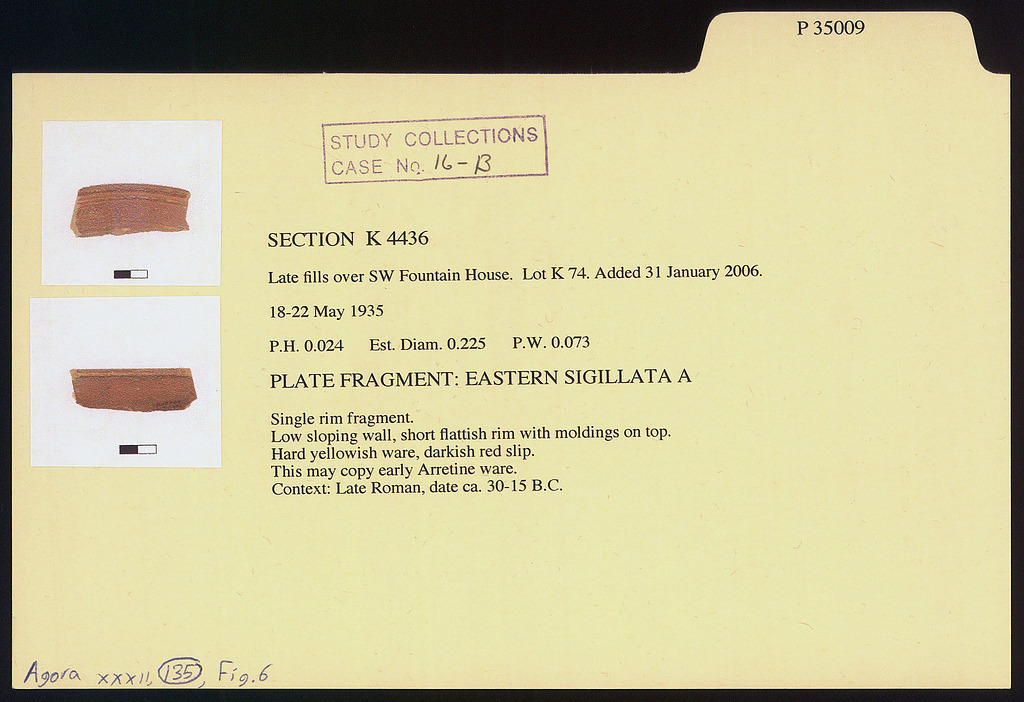 P 35009
STUDY COLLECTIONS
CASE No. 16-B
SECTION K 4436
Late fills over SW Fountain House. Lot K 74. Added 31 January 2006.
18-22 May 1935
P.H. 0.024 Est. Diam. 0.225 P.W. 0.073
PLATE FRAGMENT: EASTERN SIGILLATA A
Single rim fragment.
Low sloping wall, short flattish rim with moldings on top.
Hard yellowish ware, darkish red slip.
This may copy early Arretine ware.
Context: Late Roman, date ca. 30-15 B.C.
Agora XXXII, 135, Fig. 6